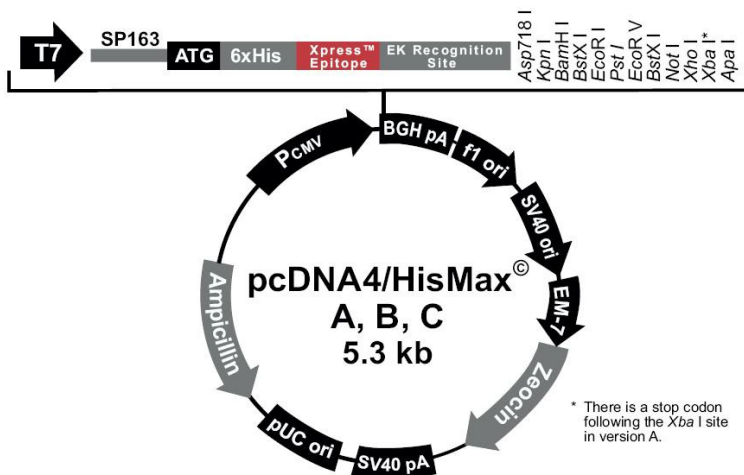 T7
SP163
ATG
6xHis
Xpress™
Epitope
EK Recognition
Site
Asp718 I
Kpn I
BamH I
BstX I
EcoR I
Pst I
EcoR V
BstX I
Not I
Xho I
Xba I*
Apa I
PCMV
BGH pA
f1 ori
SV40 ori
EM-7
Zeocin
SV40 pA
pUC ori
Ampicillin
pcDNA4/HisMax©
A, B, C
5.3 kb
* There is a stop codon
following the Xba I site
in version A.